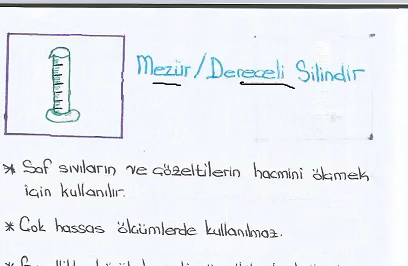 Mezür/Dereceli Silindir
* Saf sıvıların ve çözeltilerin hacmini ölçmek
için kullanılır.
* Çok hassas ölçümlerde kullanılmaz.